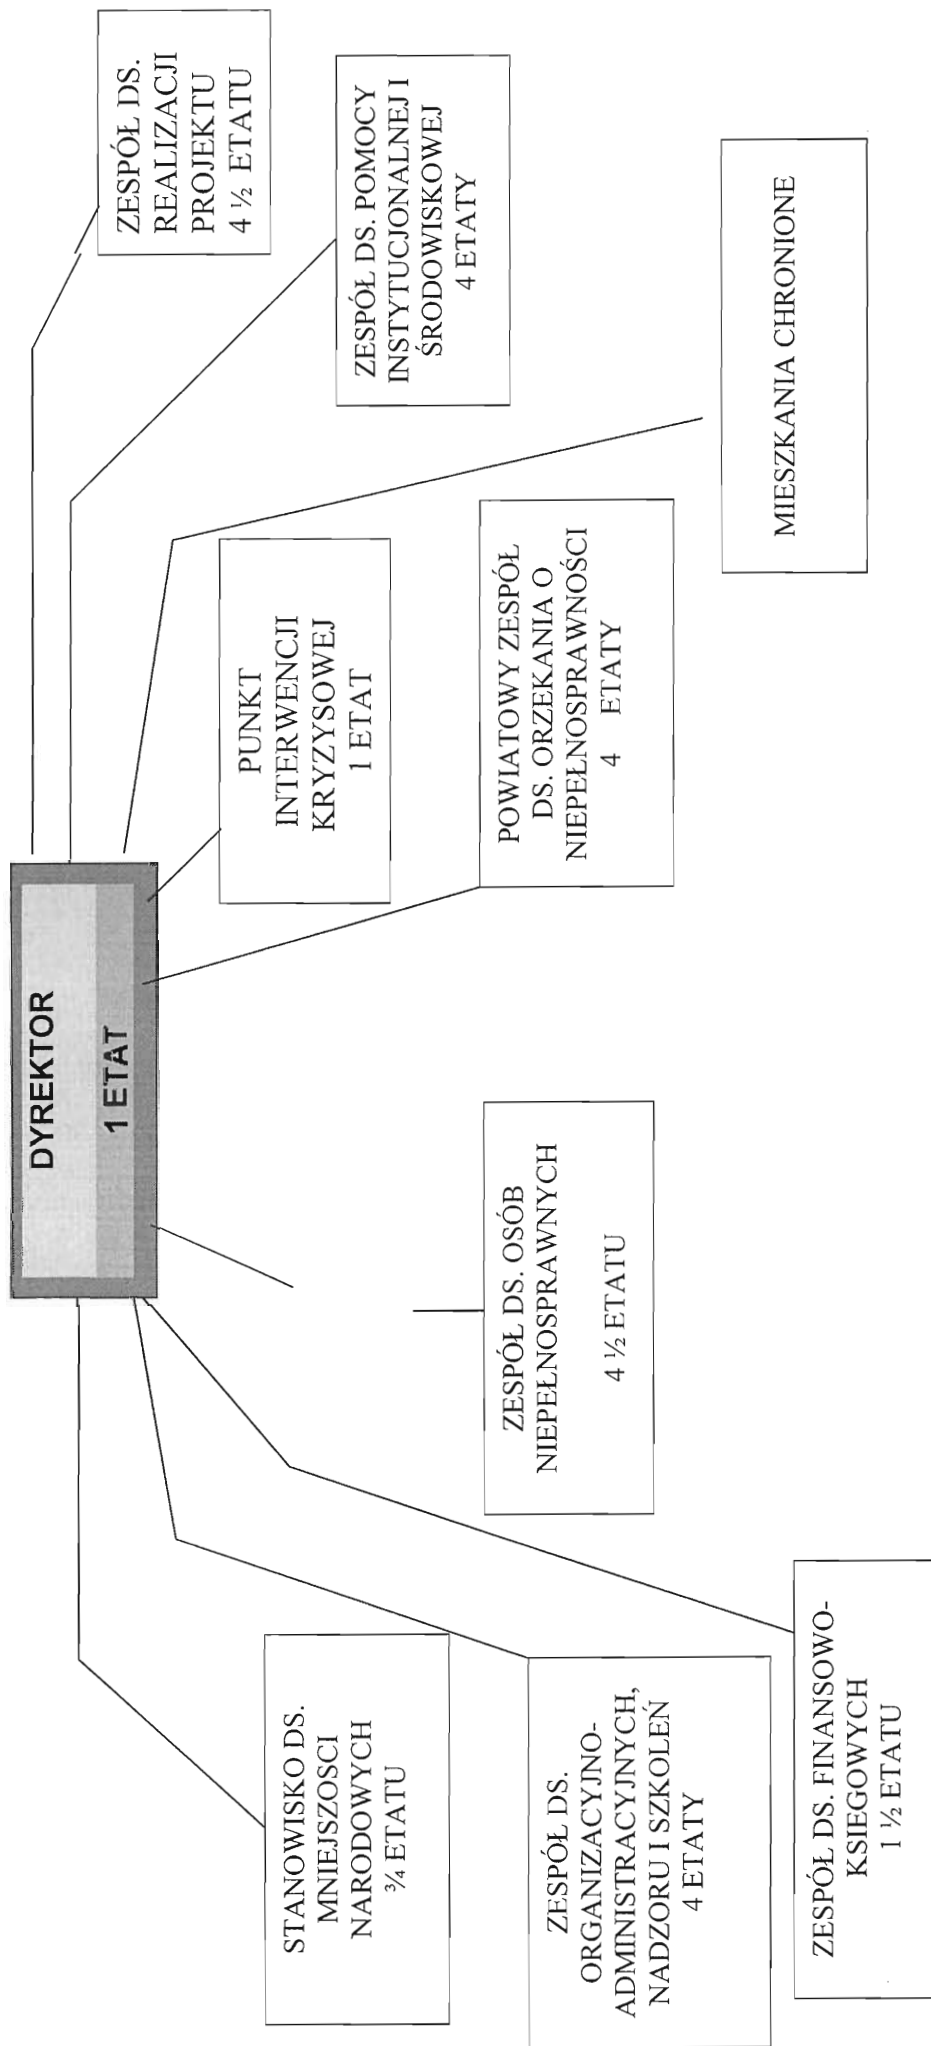 DYREKTOR
1 ETAT
STANOWISKO DS.
MNIEJSZOSCI
NARODOWYCH
¾ ETATU
ZESPÓŁ DS.
ORGANIZACYJNO-
ADMINISTRACYJNYCH,
NADZORU I SZKOLEŃ
4 ETATY
ZESPÓŁ DS. FINANSOWO-
KSIEGOWYCH
1 ½ ETATU
ZESPÓŁ DS. OSÓB
NIEPEŁNOSPRAWNYCH
4 ½ ETATU
PUNKT
INTERWENCJI
KRYZYSOWEJ
1 ETAT
POWIATOWY ZESPÓŁ
DS. ORZEKANIA O
NIEPEŁNOSPRAWNOŚCI
4 ETATY
ZESPÓŁ DS.
REALIZACJI
PROJEKTU
4 ½ ETATU
ZESPÓŁ DS. POMOCY
INSTYTUCJONALNEJ I
ŚRODOWISKOWEJ
4 ETATY
MIESZKANIA CHRONIONE